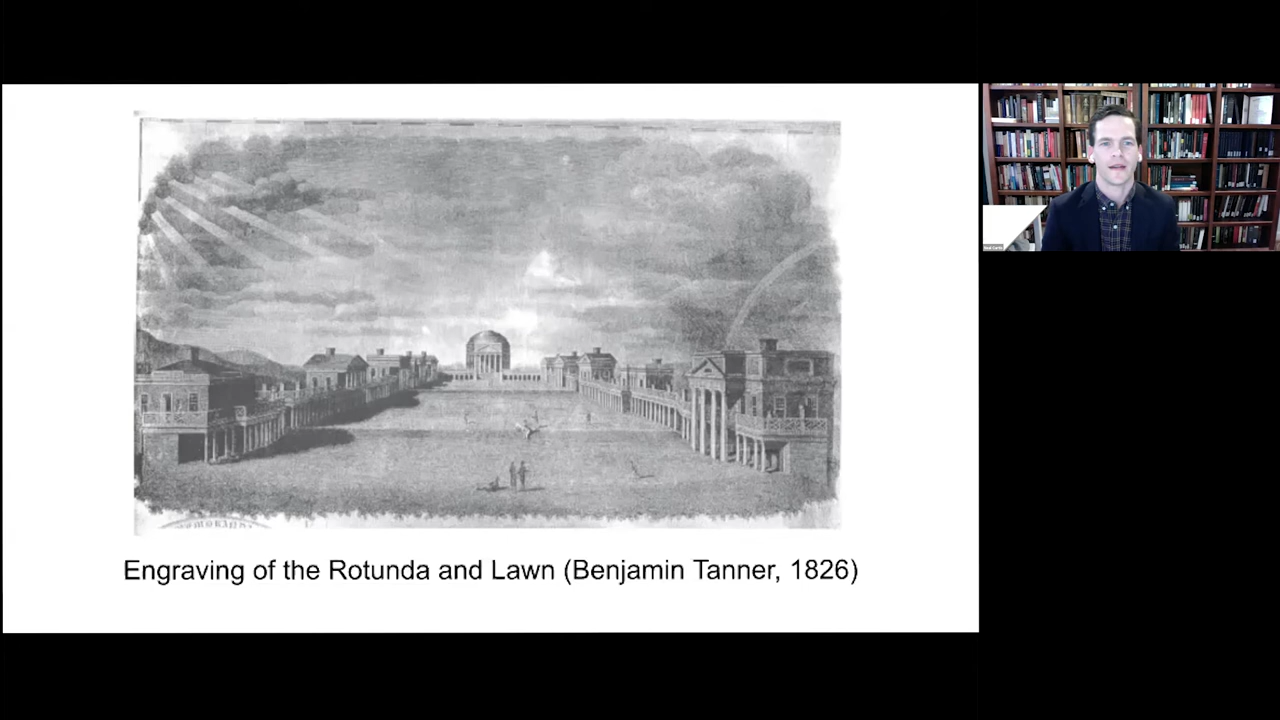 Engraving of the Rotunda and Lawn (Benjamin Tanner, 1826)